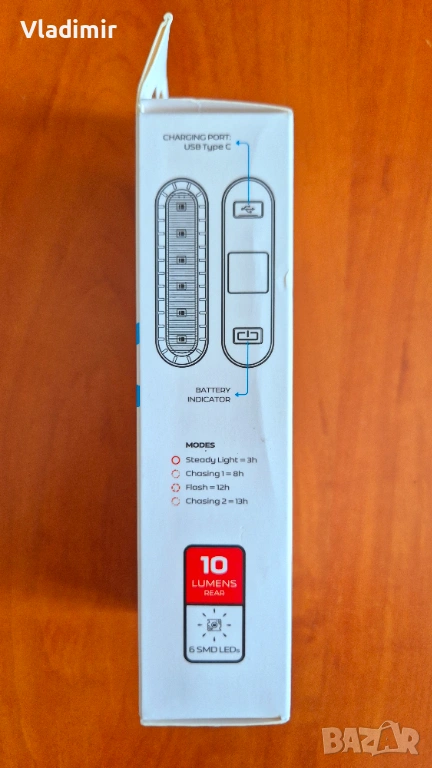 Vladimir
CHARGING PORT:
USB Type C
BATTERY
INDICATOR
MODES
Steady Light = 3h
Chasing 1 = 8h
Flash = 12h
Chasing 2 = 13h
10
LUMENS
REAR
6 SMD LEDs
BAZAR